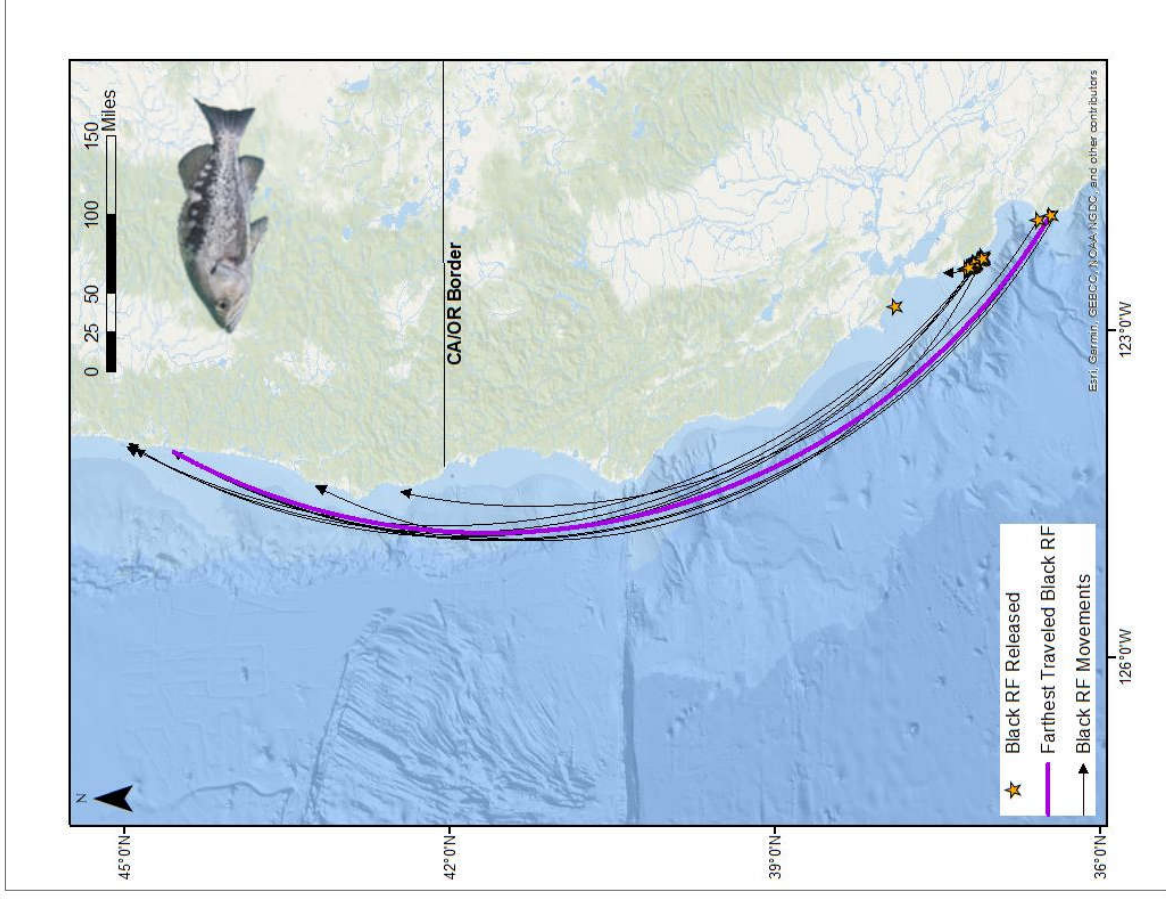 0 25 50 100 150
Miles
N
CA/OR Border
Black RF Released
Farthest Traveled Black RF
Black RF Movements
Esri, Garmin, GEBCO, NOAA NGDC, and other contributors
45°0'N
42°0'N
39°0'N
36°0'N
126°0'W
123°0'W